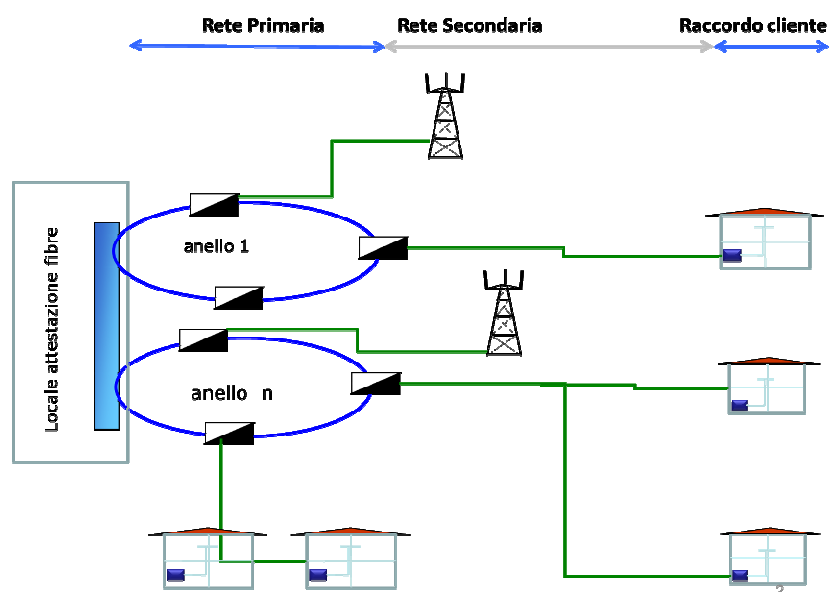 Rete Primaria
Rete Secondaria
Raccordo cliente
Locale attestazione fibre
anello 1
anello n